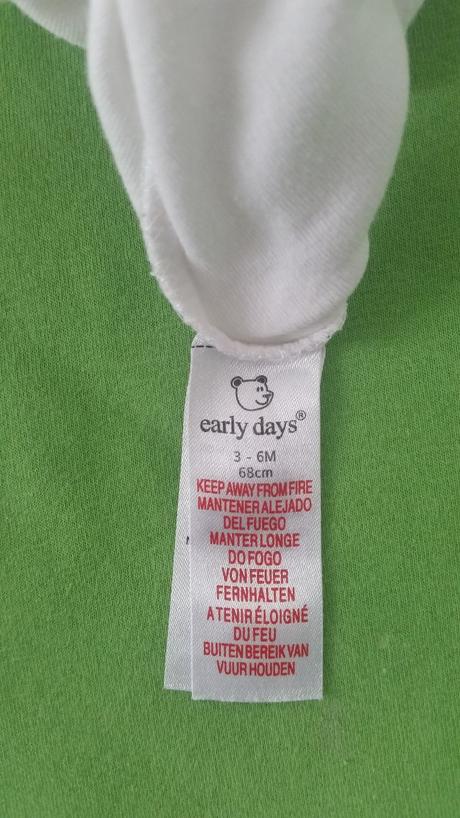 early days®
3 - 6M
68cm
KEEP AWAY FROM FIRE
MANTENER ALEJADO
DEL FUEGO
MANTER LONGE
DO FOGO
VON FEUER
FERNHALTEN
A TENIR ÉLOIGNÉ
DU FEU
BUITEN BEREIK VAN
VUUR HOUDEN